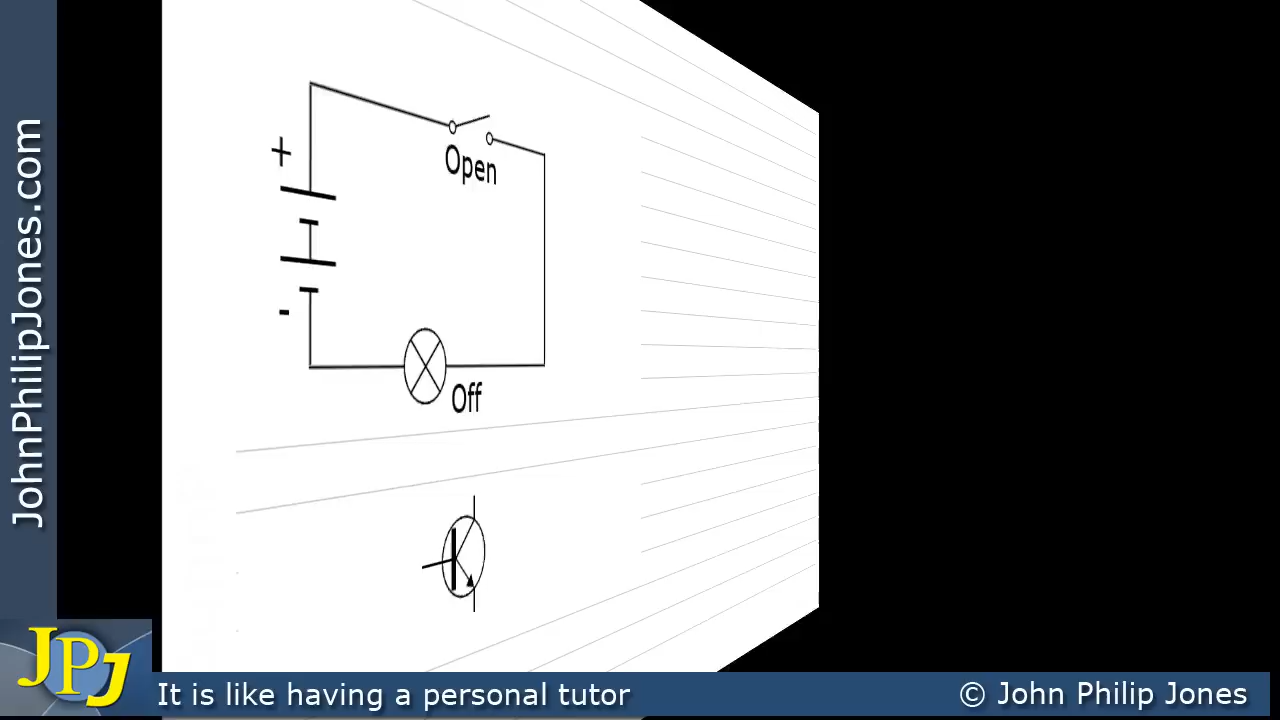 JohnPhilipJones.com
+
Open
-
Off
JPJ
It is like having a personal tutor
© John Philip Jones